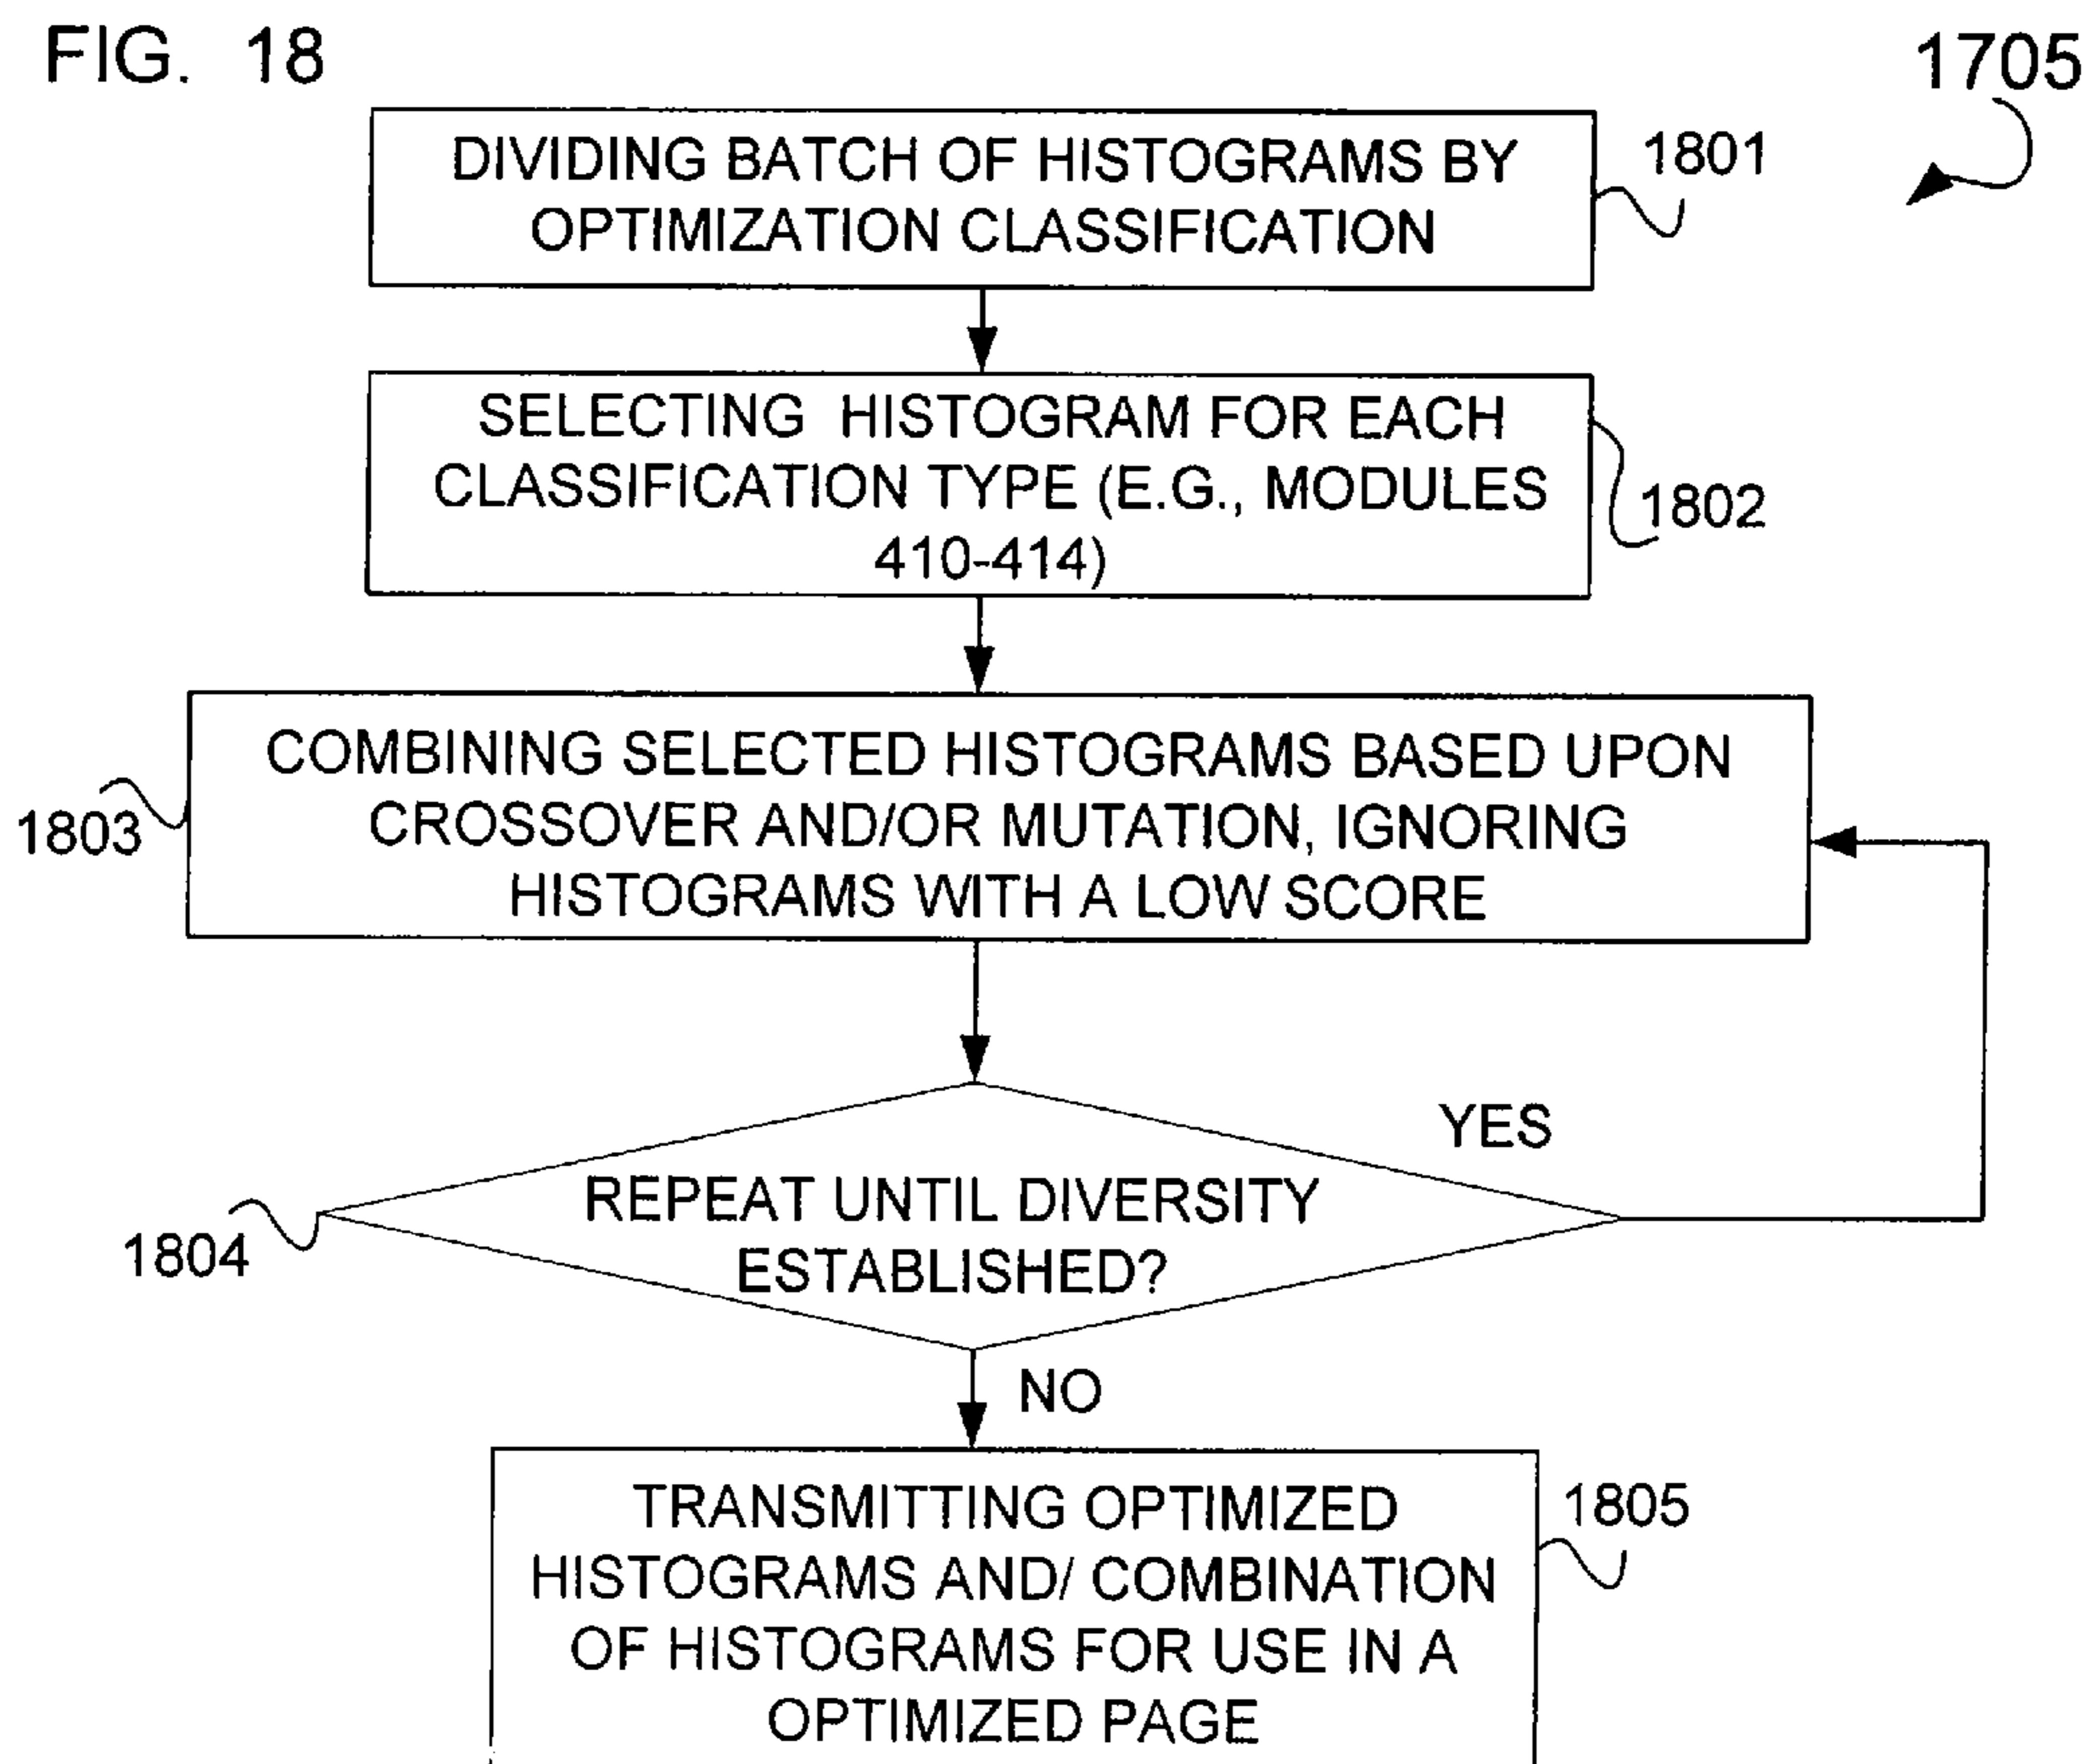 FIG. 18
1705
DIVIDING BATCH OF HISTOGRAMS BY
OPTIMIZATION CLASSIFICATION
1801
SELECTING HISTOGRAM FOR EACH
CLASSIFICATION TYPE (E.G., MODULES
410-414)
1802
COMBINING SELECTED HISTOGRAMS BASED UPON
CROSSOVER AND/OR MUTATION, IGNORING
HISTOGRAMS WITH A LOW SCORE
1803
YES
REPEAT UNTIL DIVERSITY
ESTABLISHED?
1804
NO
TRANSMITTING OPTIMIZED
HISTOGRAMS AND/ COMBINATION
OF HISTOGRAMS FOR USE IN A
OPTIMIZED PAGE
1805